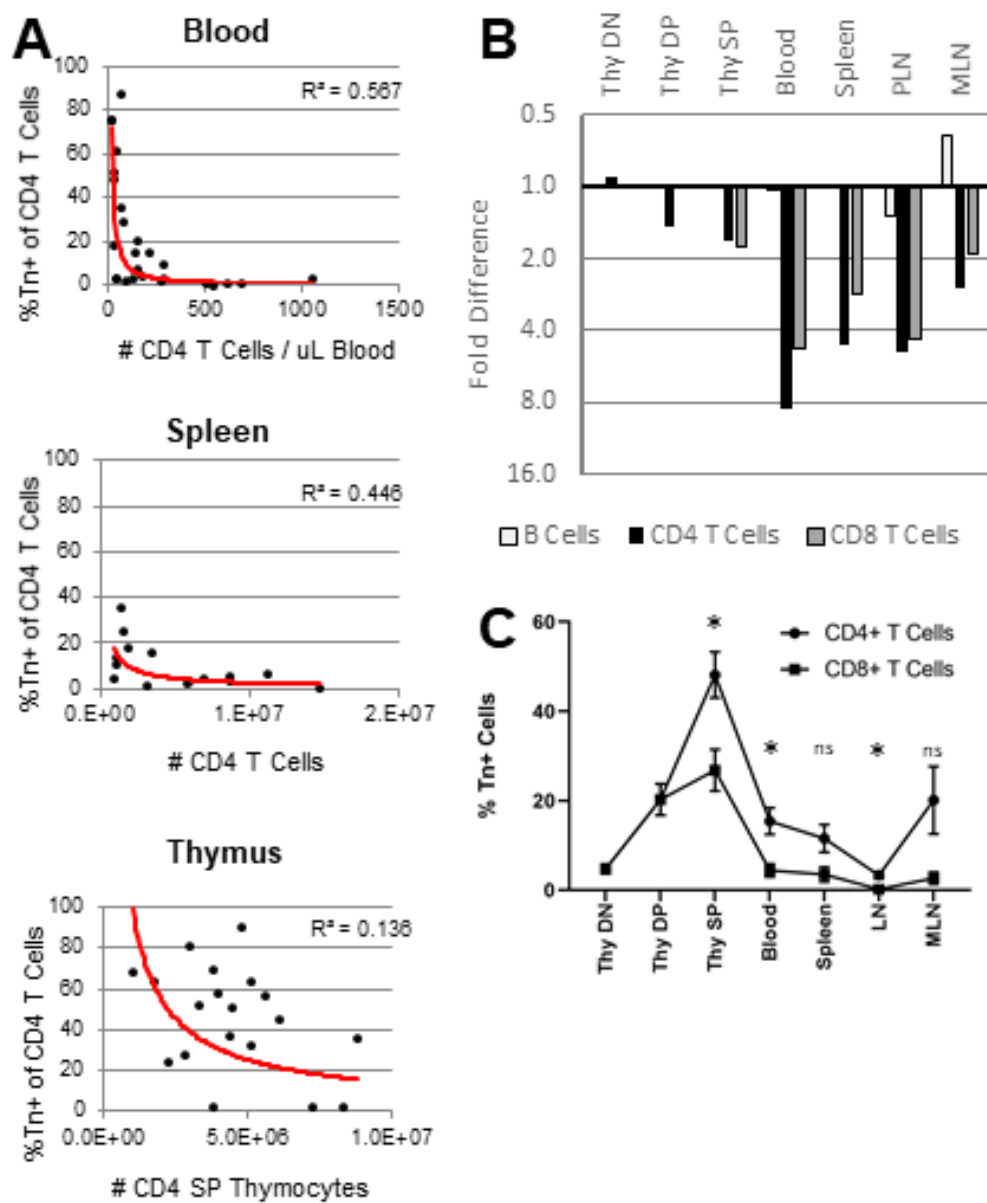 A
Blood
100
80
60
40
20
0
R² = 0.567
%Tn+ of CD4 T Cells
0 500 1000 1500
# CD4 T Cells / uL Blood
Spleen
100
80
60
40
20
0
R² = 0.446
%Tn+ of CD4 T Cells
0.E+00 1.E+07 2.E+07
# CD4 T Cells
Thymus
100
80
60
40
20
0
R² = 0.136
%Tn+ of CD4 T Cells
0.0E+00 5.0E+06 1.0E+07
# CD4 SP Thymocytes
B
Thy DN
Thy DP
Thy SP
Blood
Spleen
PLN
MLN
0.5
1.0
2.0
4.0
8.0
16.0
Fold Difference
B Cells CD4 T Cells CD8 T Cells
C
60
40
20
0
% Tn+ Cells
CD4+ T Cells
CD8+ T Cells
*
* ns * ns
Thy DN
Thy DP
Thy SP
Blood
Spleen
LN
MLN